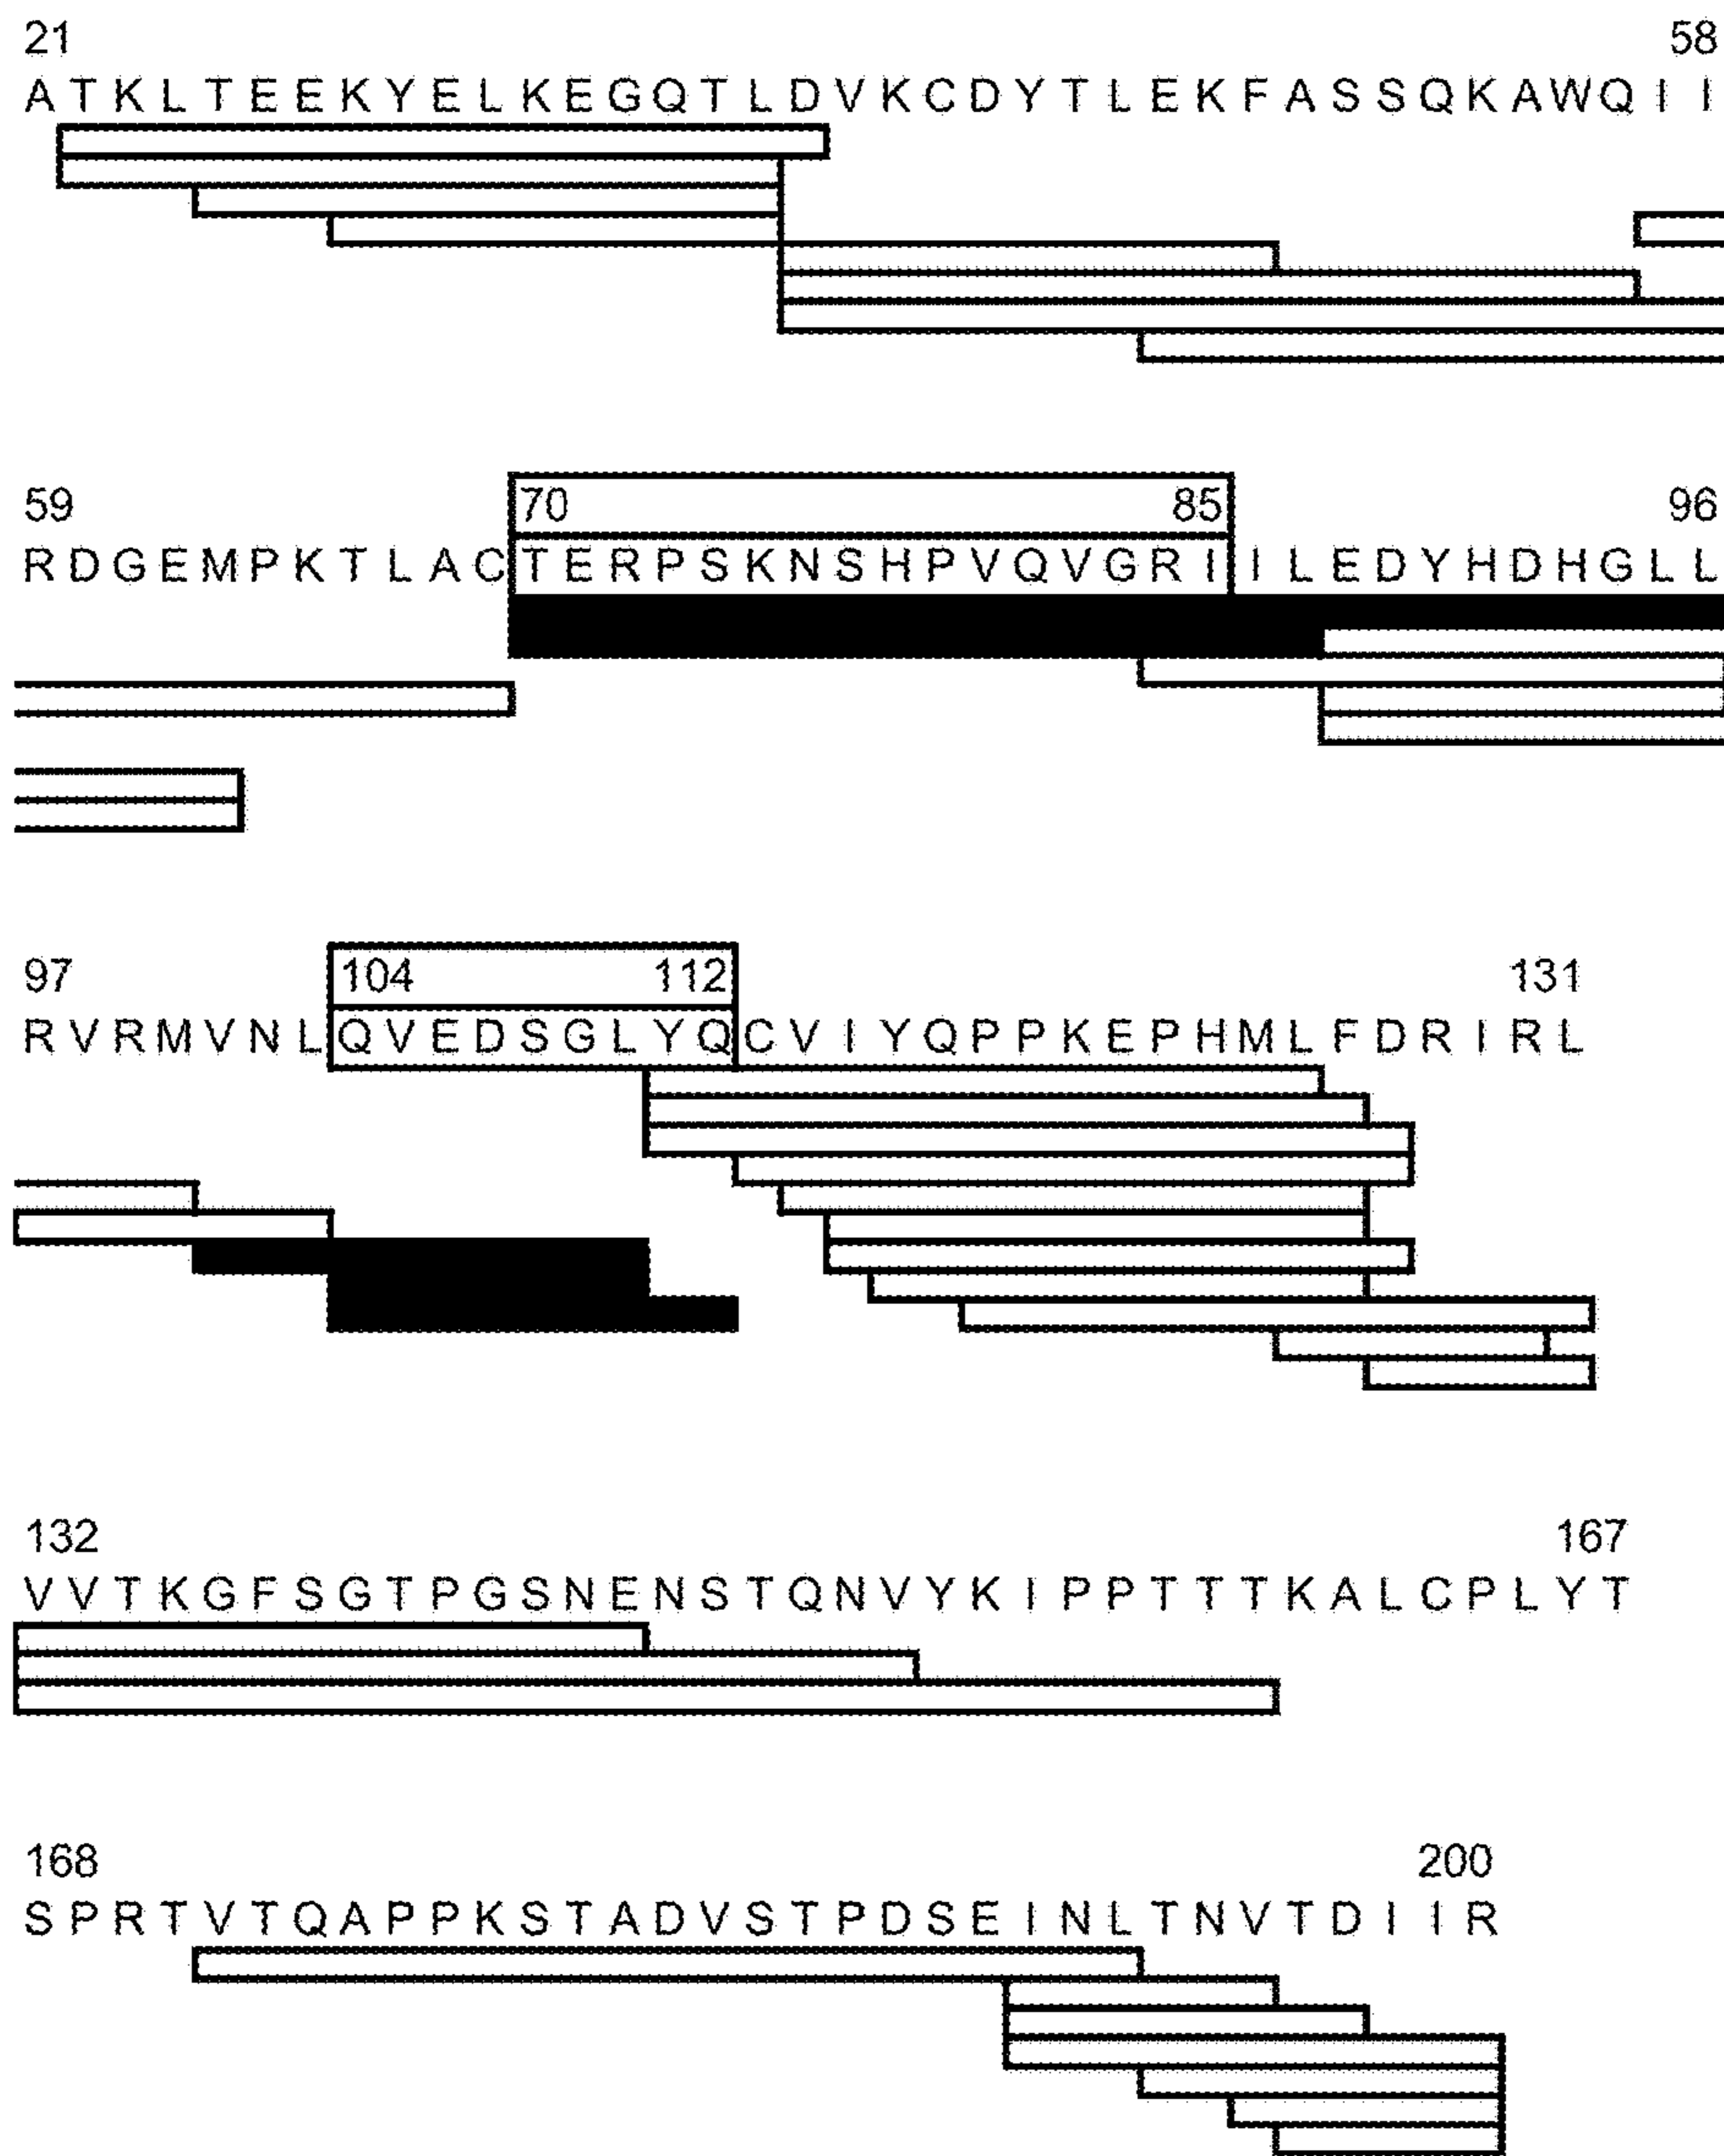 21 58
A T K L T E E K Y E L K E G Q T L D V K C D Y T L E K F A S S Q K A W Q I I
59 70 85 96
R D G E M P K T L A C T E R P S K N S H P V Q V G R I I L E D Y H D H G L L
97 104 112 131
R V R M V N L Q V E D S G L Y Q C V I Y Q P P K E P H M L F D R I R L
132 167
V V T K G F S G T P G S N E N S T Q N V Y K I P P T T T K A L C P L Y T
168 200
S P R T V T Q A P P K S T A D V S T P D S E I N L T N V T D I I R